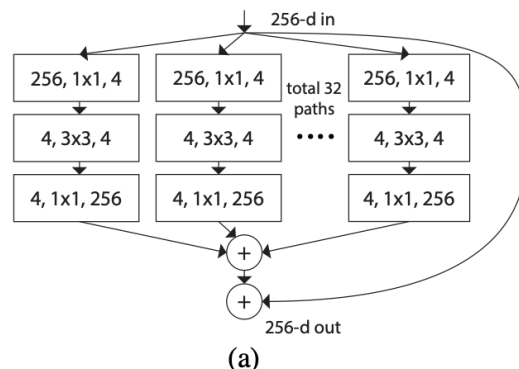 256-d in
256, 1x1, 4
256, 1x1, 4
256, 1x1, 4
total 32
paths
4, 3x3, 4
4, 3x3, 4
4, 3x3, 4
4, 1x1, 256
4, 1x1, 256
4, 1x1, 256
+
+
256-d out
(a)